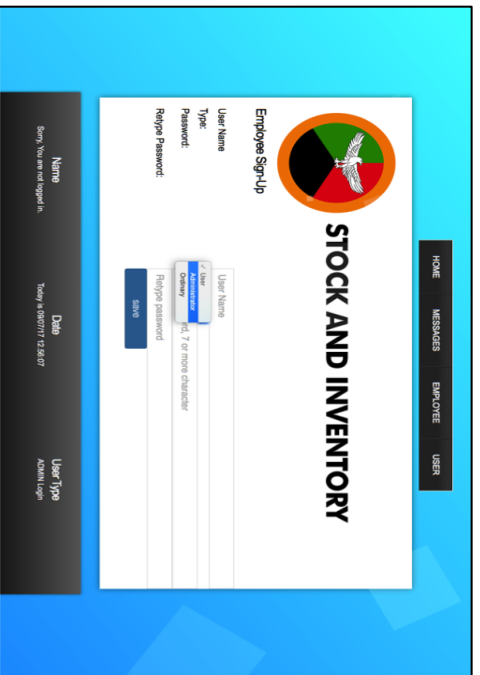 HOME MESSAGES EMPLOYEE USER
STOCK AND INVENTORY
Employee Sign-Up
User Name User Name
Type: ✓ User
Administrator
Ordinary
Password: rd, 7 or more character
Retype Password: Retype password
save
Name Date User Type
Sorry, You are not logged in. Today is 09/07/17 12:56:07 ADMIN Login